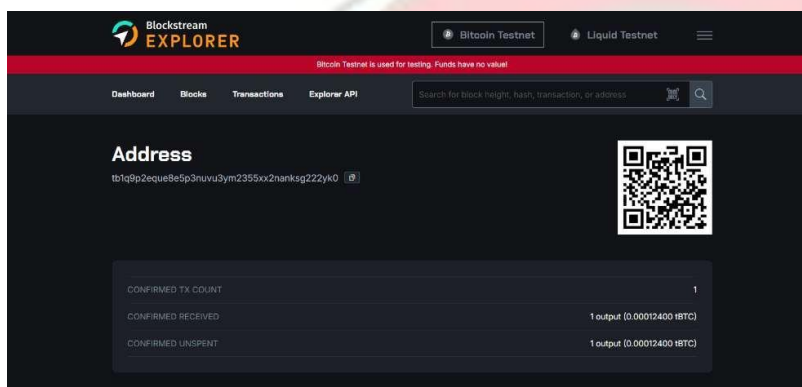 Blockstream
EXPLORER
Bitcoin Testnet
Liquid Testnet
Bitcoin Testnet is used for testing. Funds have no value!
Dashboard Blocks Transactions Explorer API
Search for block height, hash, transaction, or address
Address
tb1q9p2eque8e5p3nuvu3ym2355xx2nanksg222yk0
CONFIRMED TX COUNT 1
CONFIRMED RECEIVED 1 output (0.00012400 tBTC)
CONFIRMED UNSPENT 1 output (0.00012400 tBTC)